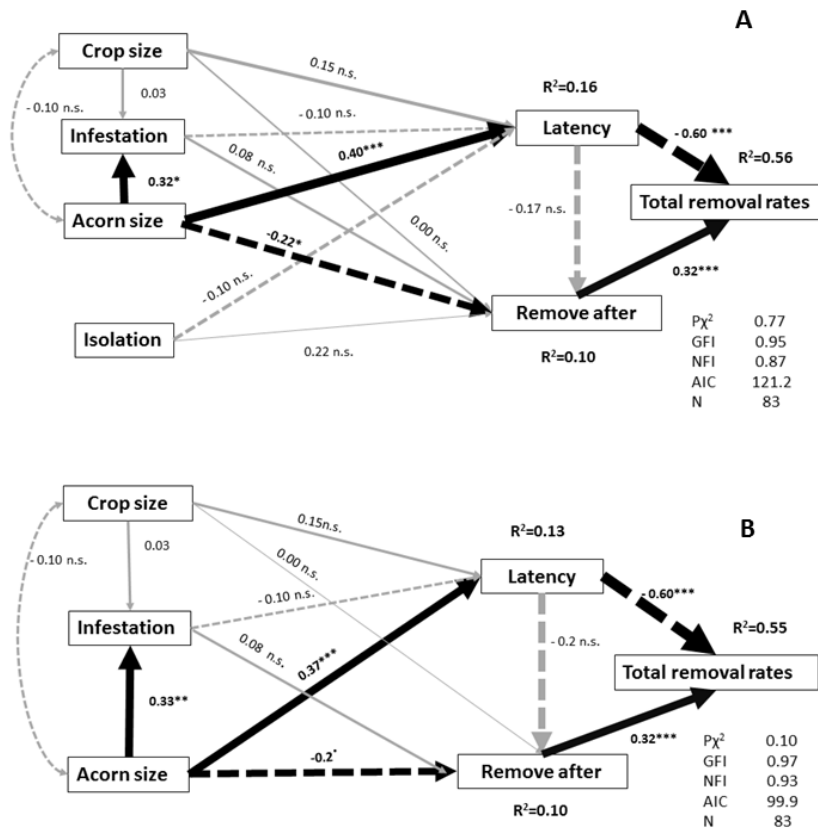 A
Crop size
0.15 n.s.
R²=0.16
- 0.10 n.s.
0.03
Infestation
- 0.10 n.s.
Latency
- 0.60 ***
R²=0.56
0.40***
0.08 n.s.
0.32*
Total removal rates
Acorn size
- 0.17 n.s.
0.00 n.s.
-0.22*
-0.10 n.s.
0.32***
Isolation
Remove after
0.22 n.s.
R²=0.10
Pχ² 0.77
GFI 0.95
NFI 0.87
AIC 121.2
N 83
B
Crop size
0.15n.s.
R²=0.13
- 0.10 n.s.
0.03
0.00 n.s.
Latency
- 0.10 n.s.
- 0.60***
Infestation
R²=0.55
0.08 n.s.
- 0.2 n.s.
0.37***
Total removal rates
0.33**
0.32***
-0.2*
Acorn size
Remove after
R²=0.10
Pχ² 0.10
GFI 0.97
NFI 0.93
AIC 99.9
N 83